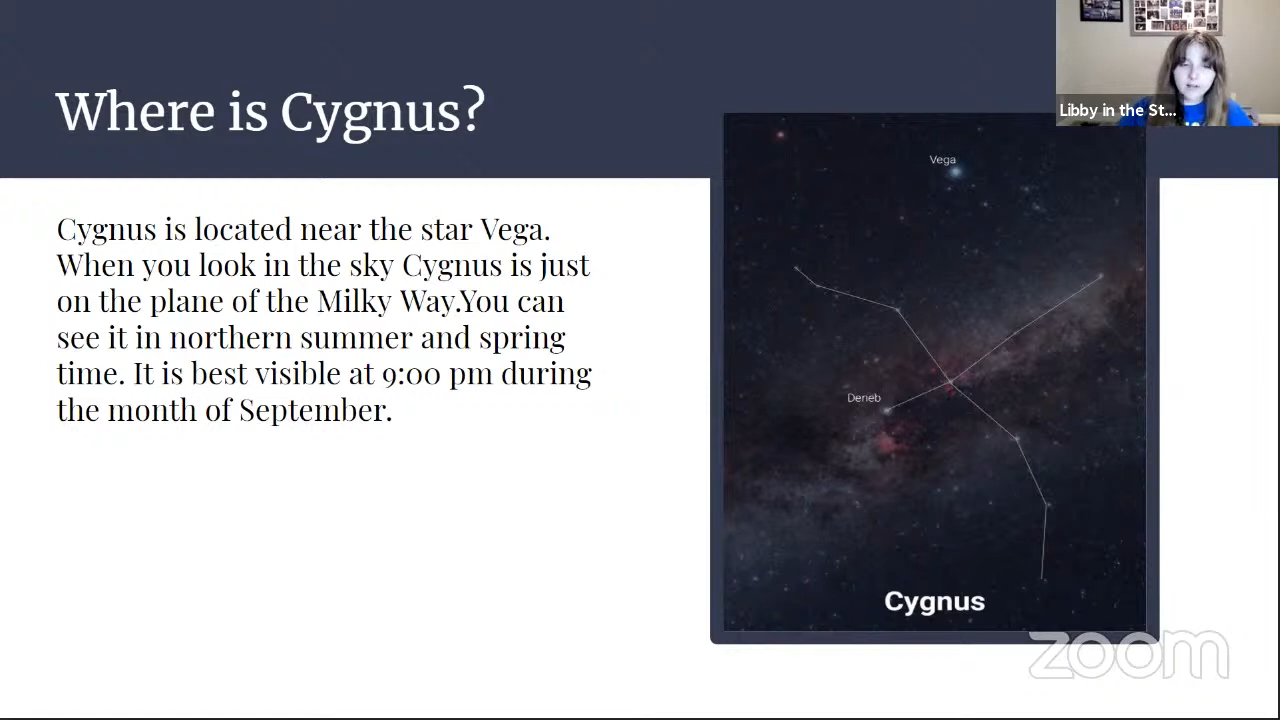 Where is Cygnus?
Libby in the St...
Cygnus is located near the star Vega.
When you look in the sky Cygnus is just
on the plane of the Milky Way.You can
see it in northern summer and spring
time. It is best visible at 9:00 pm during
the month of September.
Vega
Deneb
Cygnus
zoom